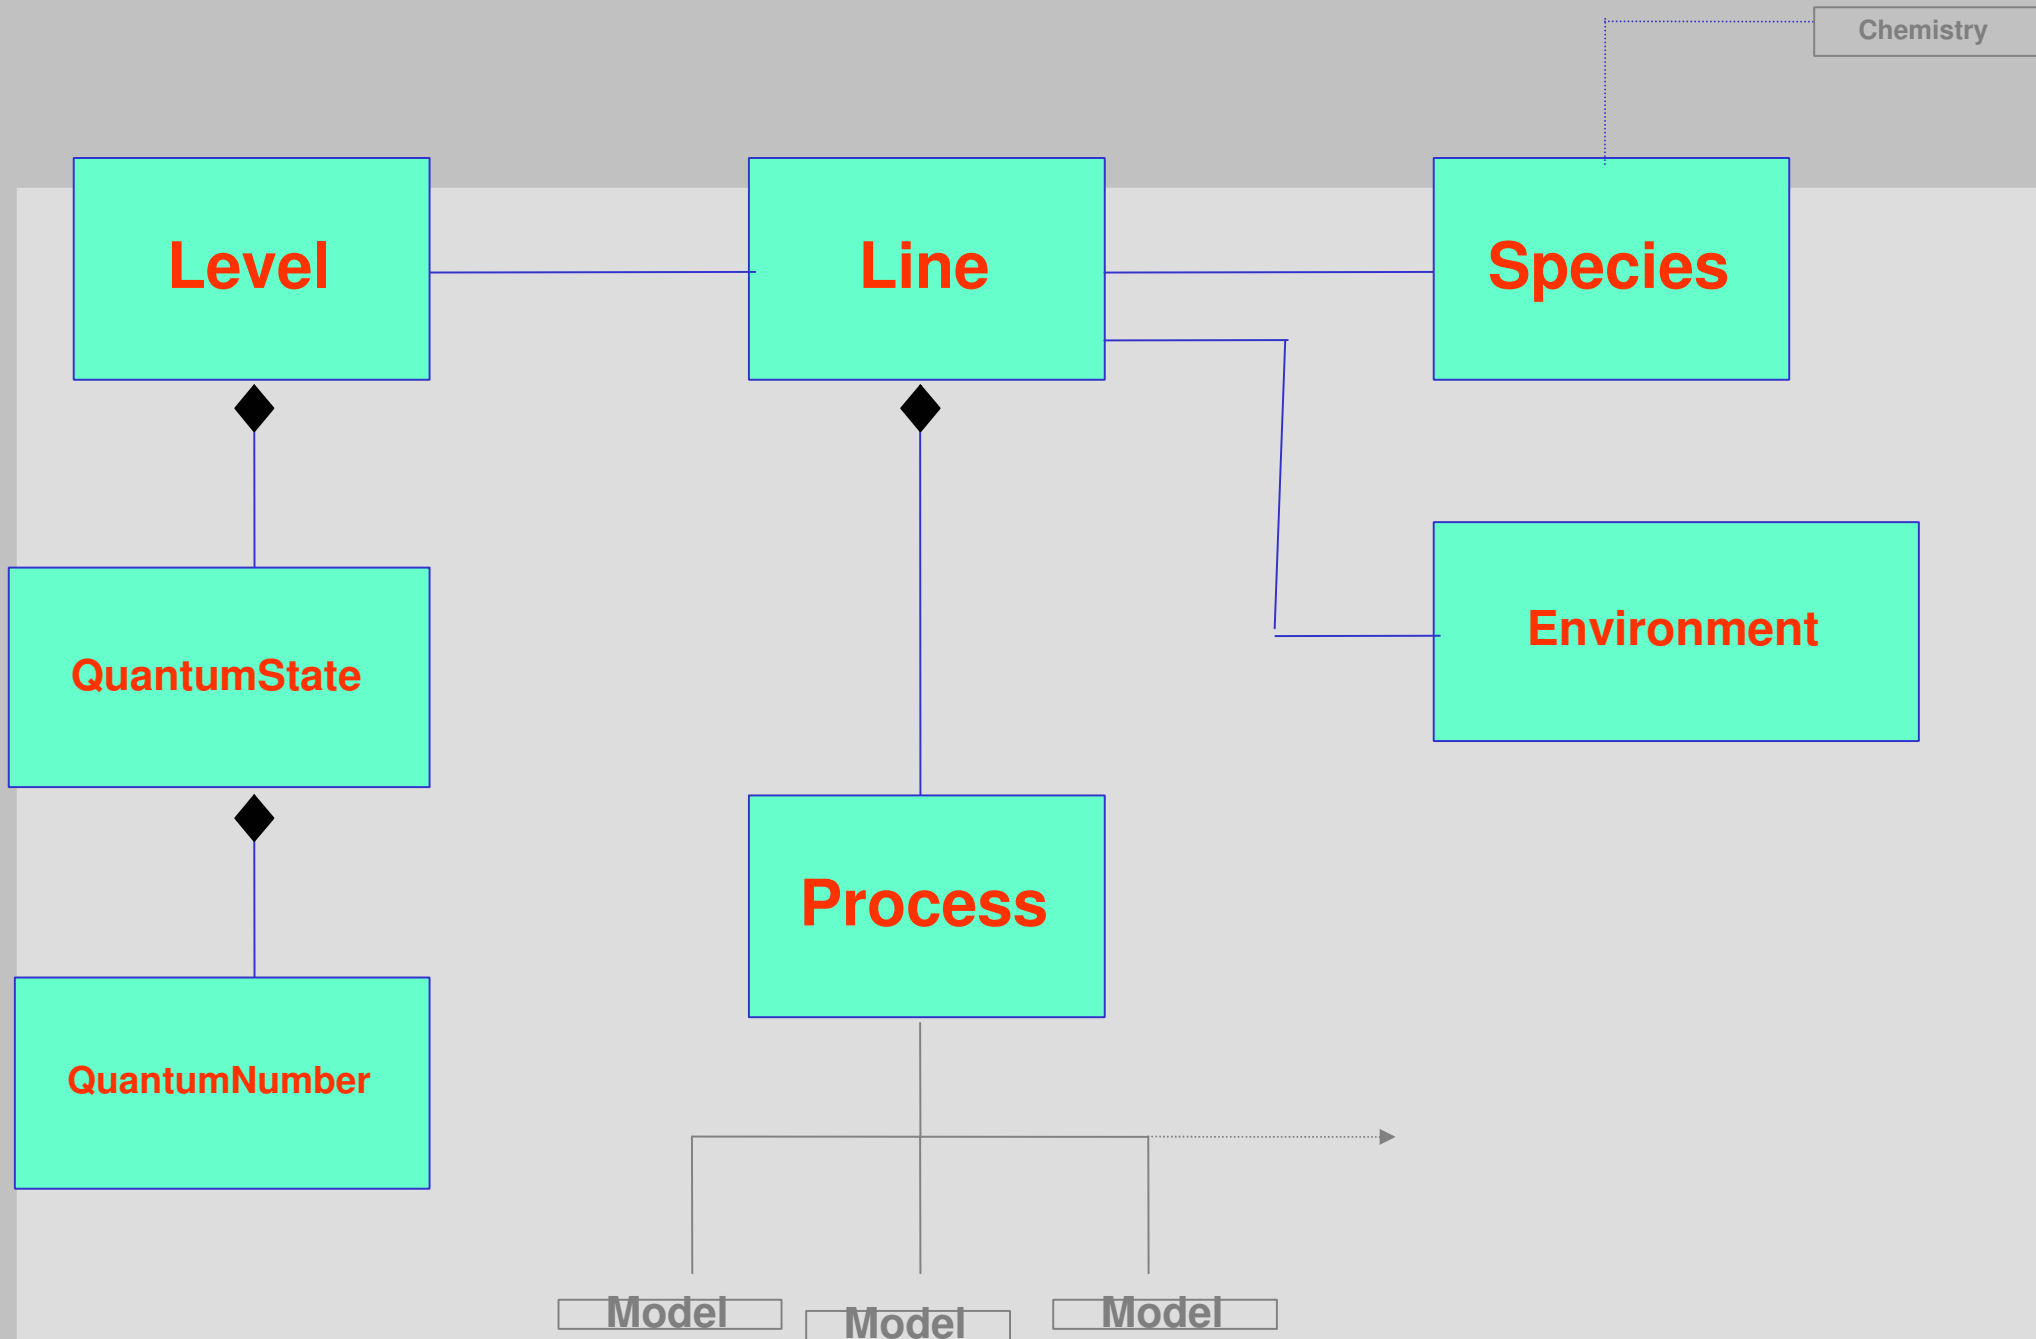 Chemistry
Level
Line
Species
Environment
QuantumState
Process
QuantumNumber
Model
Model
Model